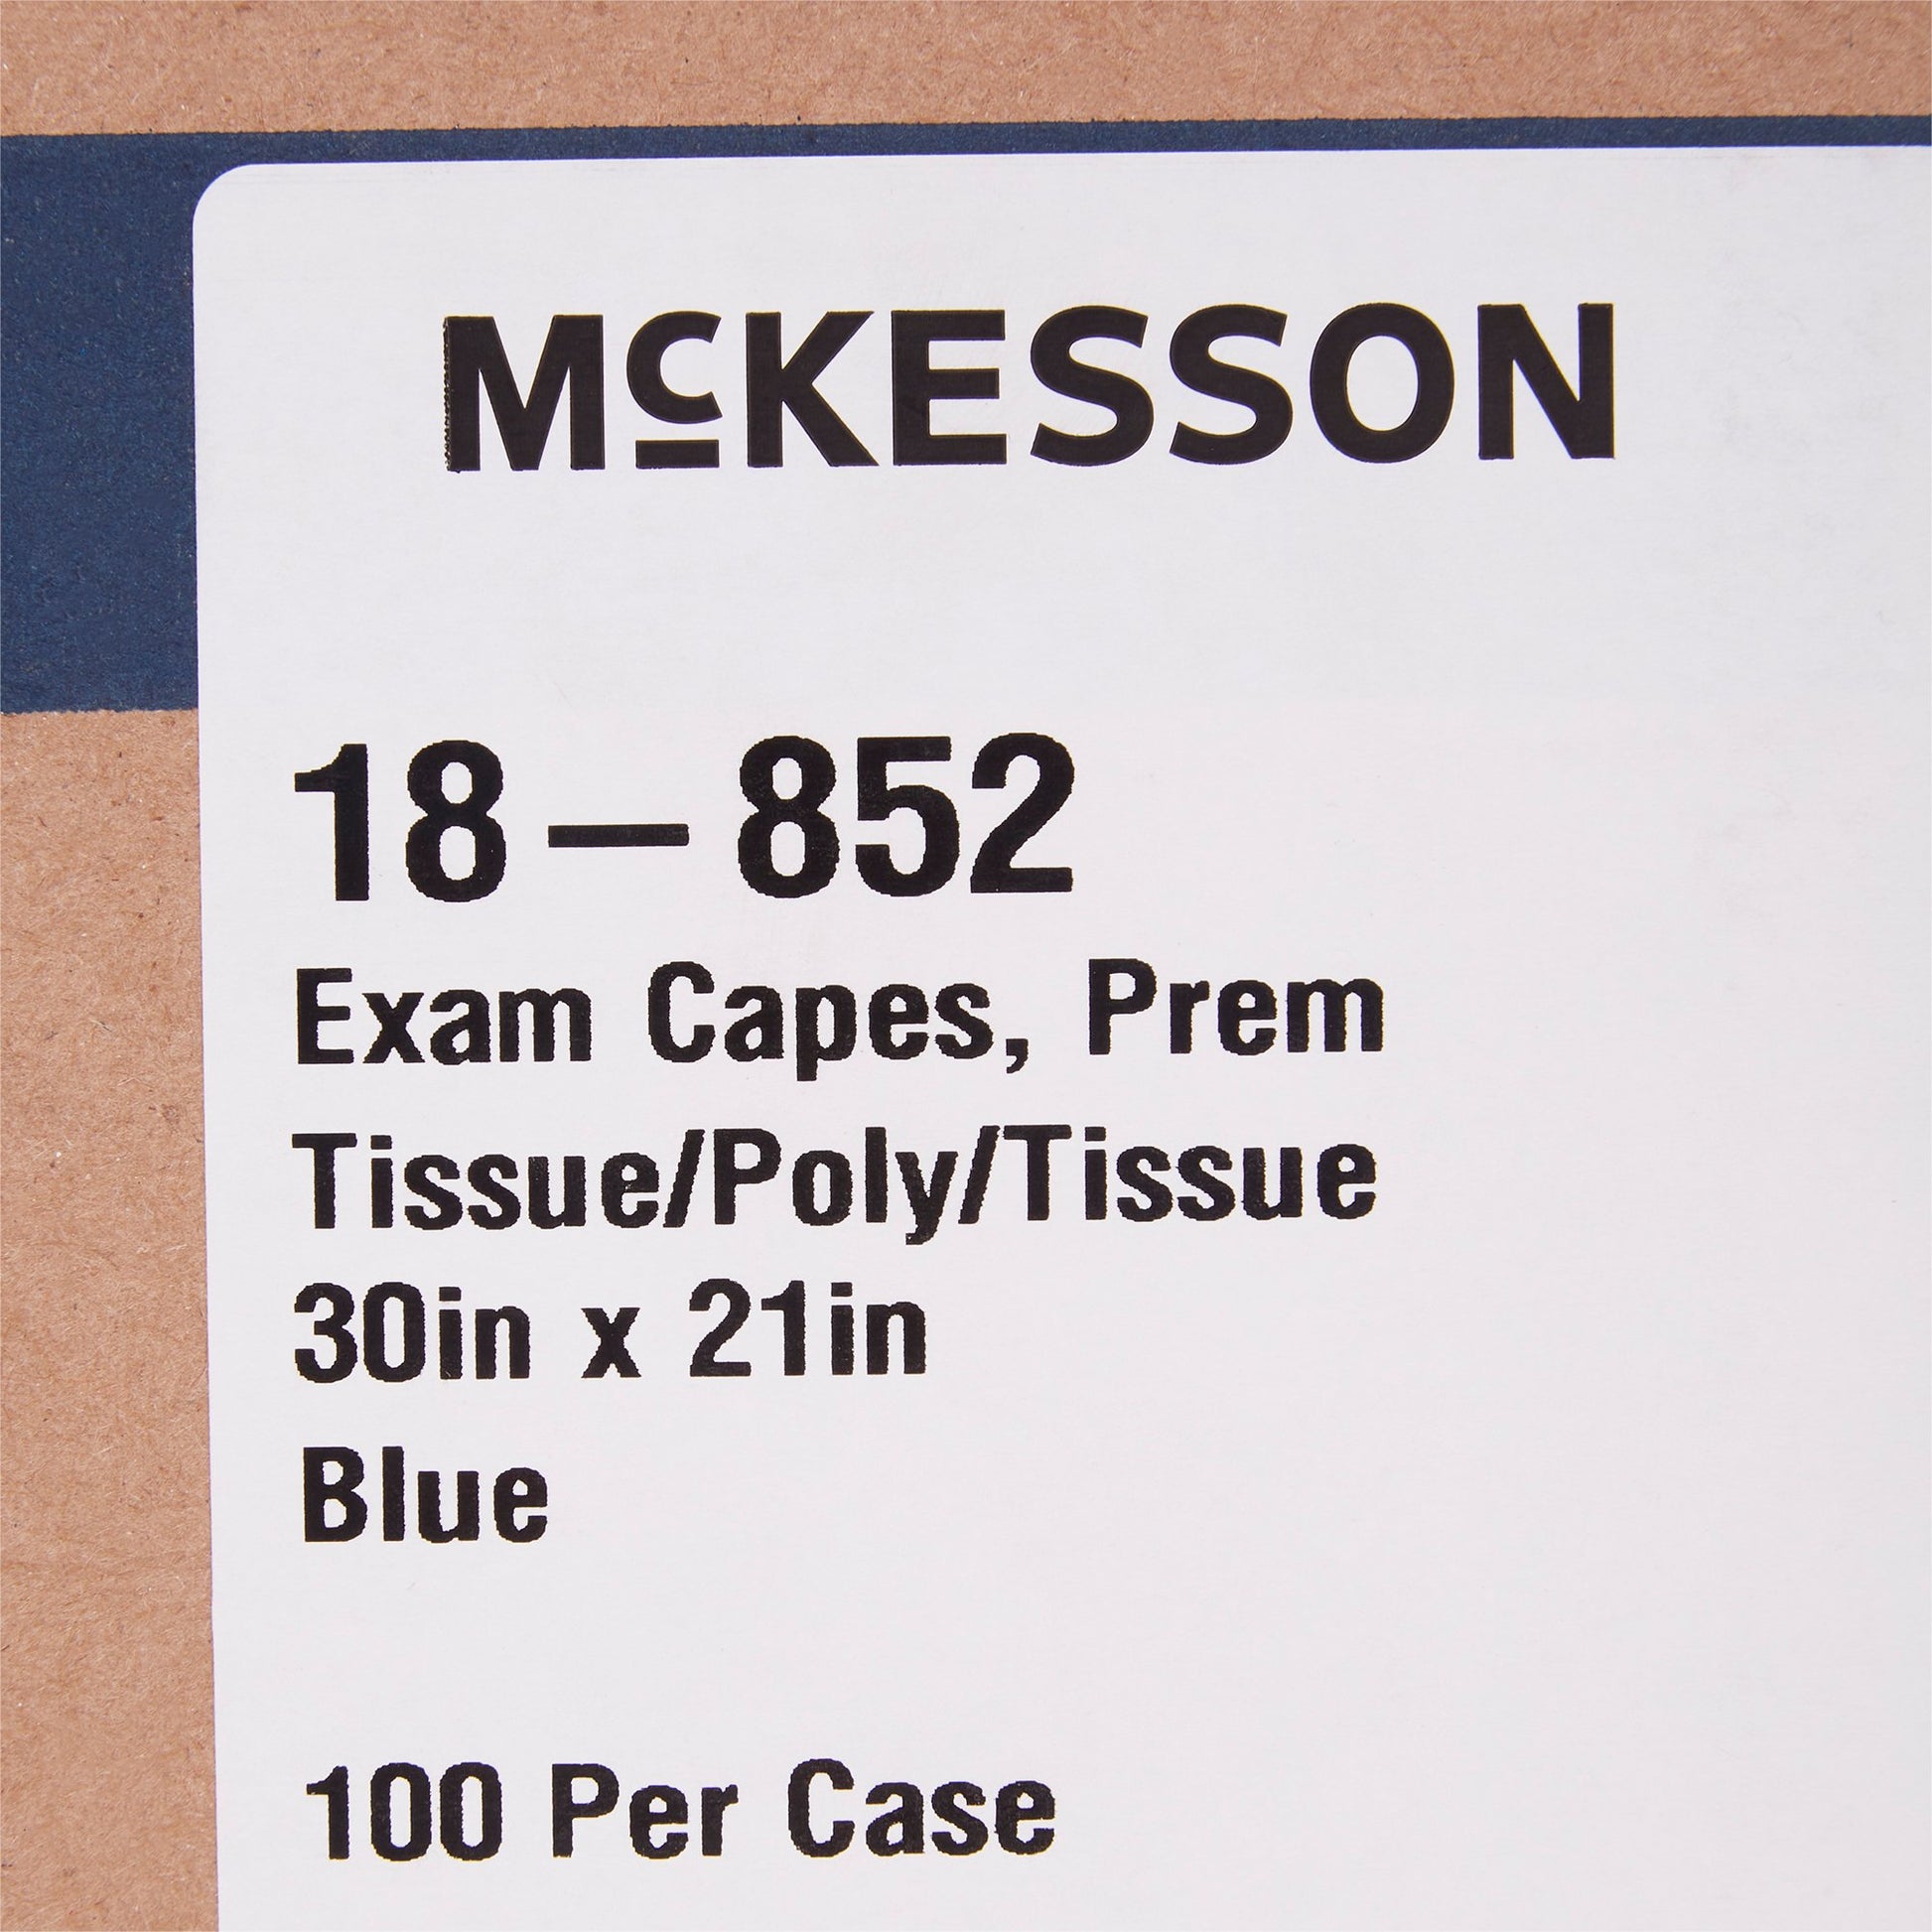 McKESSON
18-852
Exam Capes, Prem
Tissue/Poly/Tissue
30in x 21in
Blue
100 Per Case